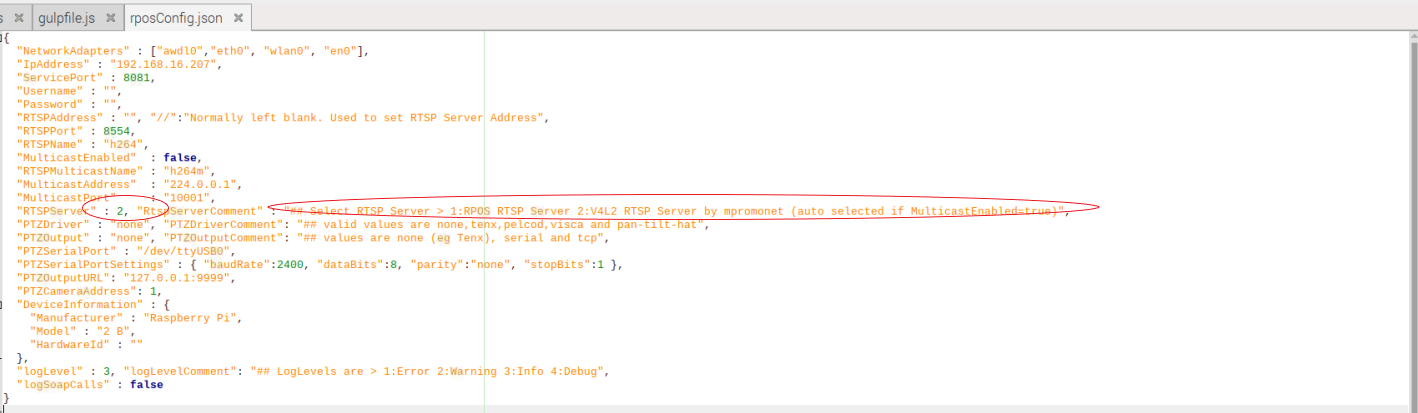 s × gulpfile.js × rposConfig.json ×
{
"NetworkAdapters" : ["awdl0","eth0", "wlan0", "en0"],
"IpAddress" : "192.168.16.207",
"ServicePort" : 8081,
"Username" : "",
"Password" : "",
"RTSPAddress" : "", "//":"Normally left blank. Used to set RTSP Server Address",
"RTSPPort" : 8554,
"RTSPName" : "h264",
"MulticastEnabled"  : false,
"RTSPMulticastName" : "h264m",
"MulticastAddress  : "224.0.0.1",
"MulticastPort"     : "10001",
"RTSPServer" : 2, "RtspServerComment" : "## Select RTSP Server > 1:RPOS RTSP Server 2:V4L2 RTSP Server by mpromonet (auto selected if MulticastEnabled=true)",
"PTZDriver" : "none", "PTZDriverComment": "## valid values are none,tenx,pelcod,visca and pan-tilt-hat",
"PTZOutput" : "none", "PTZOutputComment": "## values are none (eg Tenx), serial and tcp",
"PTZSerialPort" : "/dev/ttyUSB0",
"PTZSerialPortSettings" : { "baudRate":2400, "dataBits":8, "parity":"none", "stopBits":1 },
"PTZOutputURL": "127.0.0.1:9999",
"PTZCameraAddress": 1,
"DeviceInformation" : {
"Manufacturer" : "Raspberry Pi",
"Model" : "2 B",
"HardwareId" : ""
},
"logLevel" : 3, "logLevelComment": "## LogLevels are > 1:Error 2:Warning 3:Info 4:Debug",
"logSoapCalls" : false
}